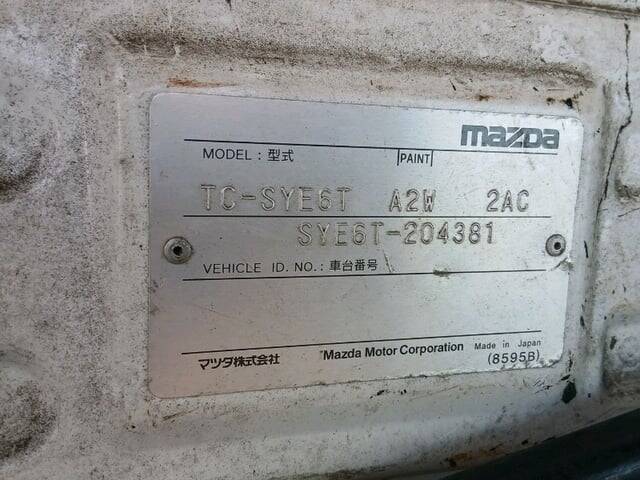 mazda
MODEL : 型式 PAINT
TC-SYE6T A2W 2AC
SYE6T-204381
VEHICLE ID. NO. : 車台番号
マツダ株式会社 Mazda Motor Corporation Made in Japan
(8595B)